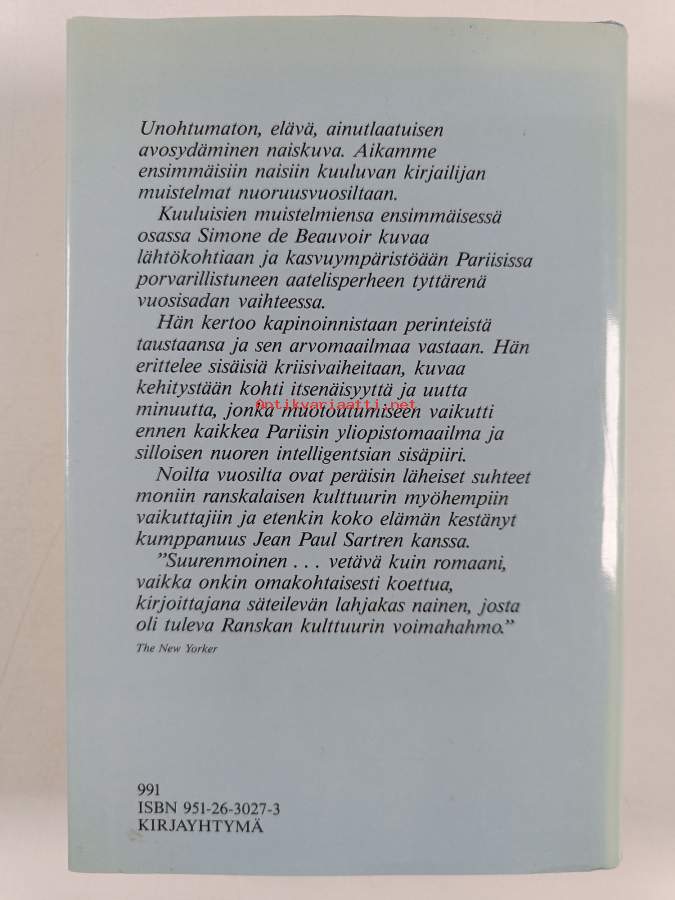 Unohtumaton, elävä, ainutlaatuisen
avosydäminen naiskuva. Aikamme
ensimmäisiin naisiin kuuluvan kirjailijan
muistelmat nuoruusvuosiltaan.
Kuuluisien muistelmiensa ensimmäisessä
osassa Simone de Beauvoir kuvaa
lähtökohtiaan ja kasvuympäristöään Pariisissa
porvarillistuneen aatelisperheen tyttärenä
vuosisadan vaihteessa.
Hän kertoo kapinoinnistaan perinteistä
taustaansa ja sen arvomaailmaa vastaan. Hän
erittelee sisäisiä kriisivaiheitaan, kuvaa
kehitystään kohti itsenäisyyttä ja uutta
minuutta, jonka muotoutumiseen vaikutti
Antikvariaatti.net
ennen kaikkea Pariisin yliopistomaailma ja
silloisen nuoren intelligentsian sisäpiiri.
Noilta vuosilta ovat peräisin läheiset suhteet
moniin ranskalaisen kulttuurin myöhempiin
vaikuttajiin ja etenkin koko elämän kestänyt
kumppanuus Jean Paul Sartren kanssa.
”Suurenmoinen . . . vetävä kuin romaani,
vaikka onkin omakohtaisesti koettua,
kirjoittajana säteilevän lahjakas nainen, josta
oli tuleva Ranskan kulttuurin voimahahmo.”
The New Yorker
991
ISBN 951-26-3027-3
KIRJAYHTYMÄ